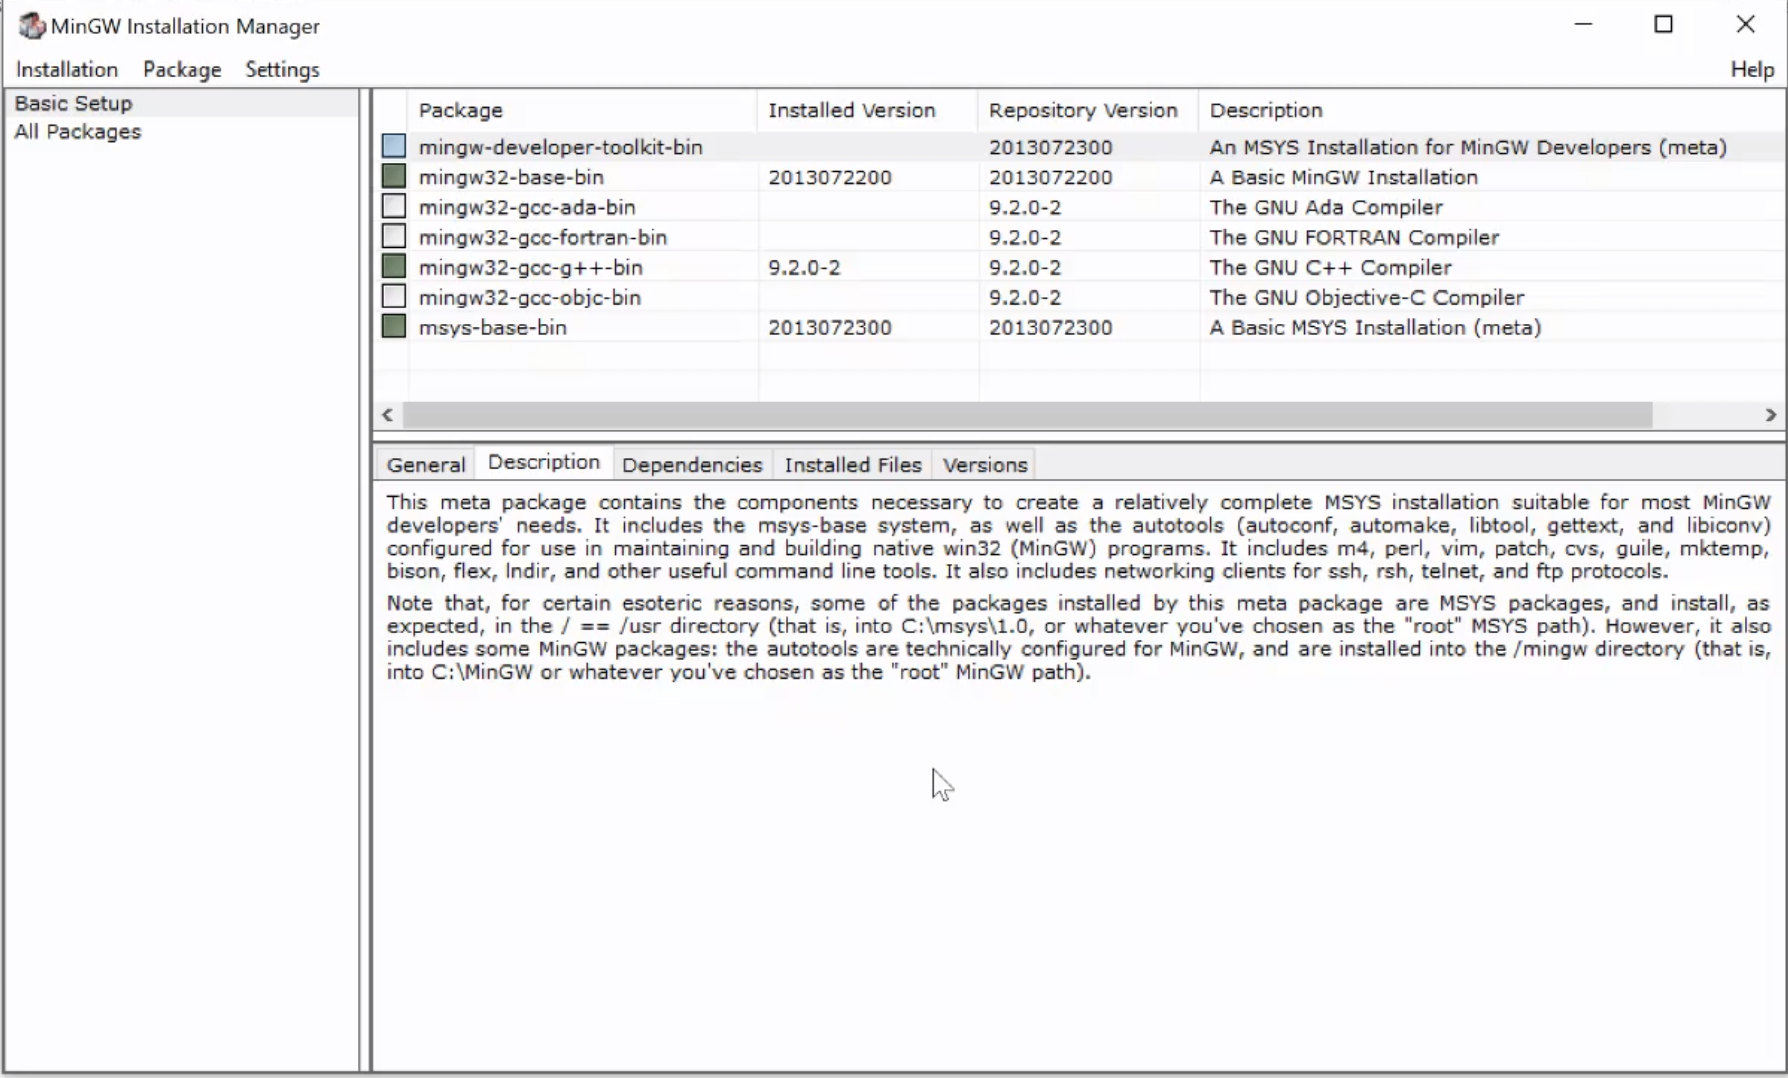 MinGW Installation Manager
Installation Package Settings Help
Basic Setup
All Packages
Package Installed Version Repository Version Description
mingw-developer-toolkit-bin 2013072300 An MSYS Installation for MinGW Developers (meta)
mingw32-base-bin 2013072200 2013072200 A Basic MinGW Installation
mingw32-gcc-ada-bin 9.2.0-2 The GNU Ada Compiler
mingw32-gcc-fortran-bin 9.2.0-2 The GNU FORTRAN Compiler
mingw32-gcc-g++-bin 9.2.0-2 9.2.0-2 The GNU C++ Compiler
mingw32-gcc-objc-bin 9.2.0-2 The GNU Objective-C Compiler
msys-base-bin 2013072300 2013072300 A Basic MSYS Installation (meta)
General Description Dependencies Installed Files Versions
This meta package contains the components necessary to create a relatively complete MSYS installation suitable for most MinGW
developers' needs. It includes the msys-base system, as well as the autotools (autoconf, automake, libtool, gettext, and libiconv)
configured for use in maintaining and building native win32 (MinGW) programs. It includes m4, perl, vim, patch, cvs, guile, mktemp,
bison, flex, lndir, and other useful command line tools. It also includes networking clients for ssh, rsh, telnet, and ftp protocols.
Note that, for certain esoteric reasons, some of the packages installed by this meta package are MSYS packages, and install, as
expected, in the / == /usr directory (that is, into C:\msys\1.0, or whatever you've chosen as the "root" MSYS path). However, it also
includes some MinGW packages: the autotools are technically configured for MinGW, and are installed into the /mingw directory (that is,
into C:\MinGW or whatever you've chosen as the "root" MinGW path).